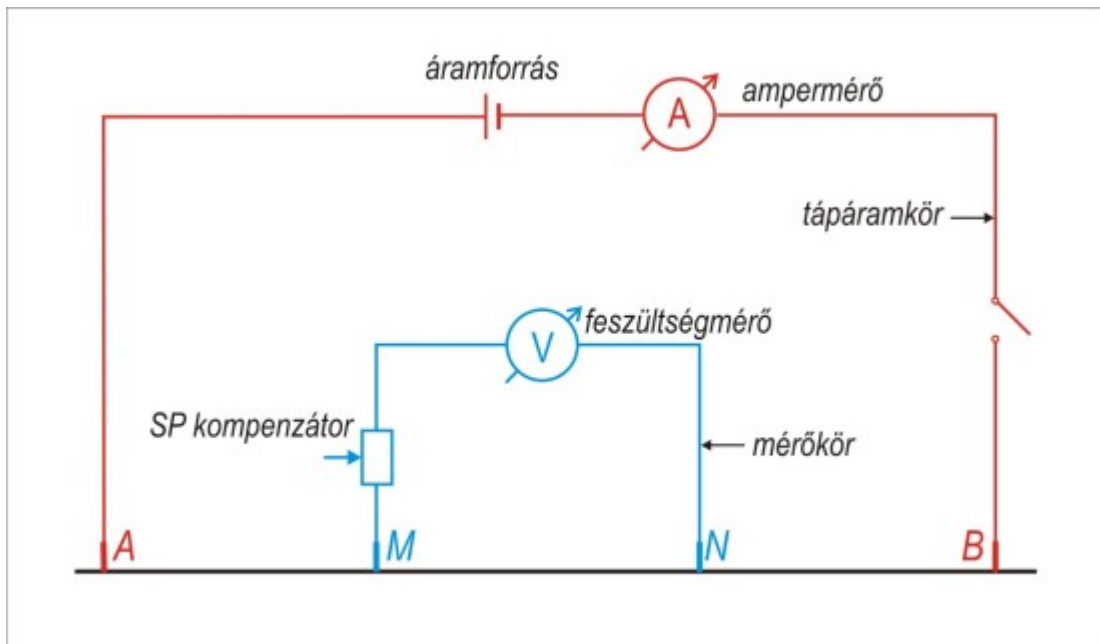 áramforrás
A
ampermérő
tápáramkör
V
feszültségmérő
SP kompenzátor
mérőkör
A
M
N
B